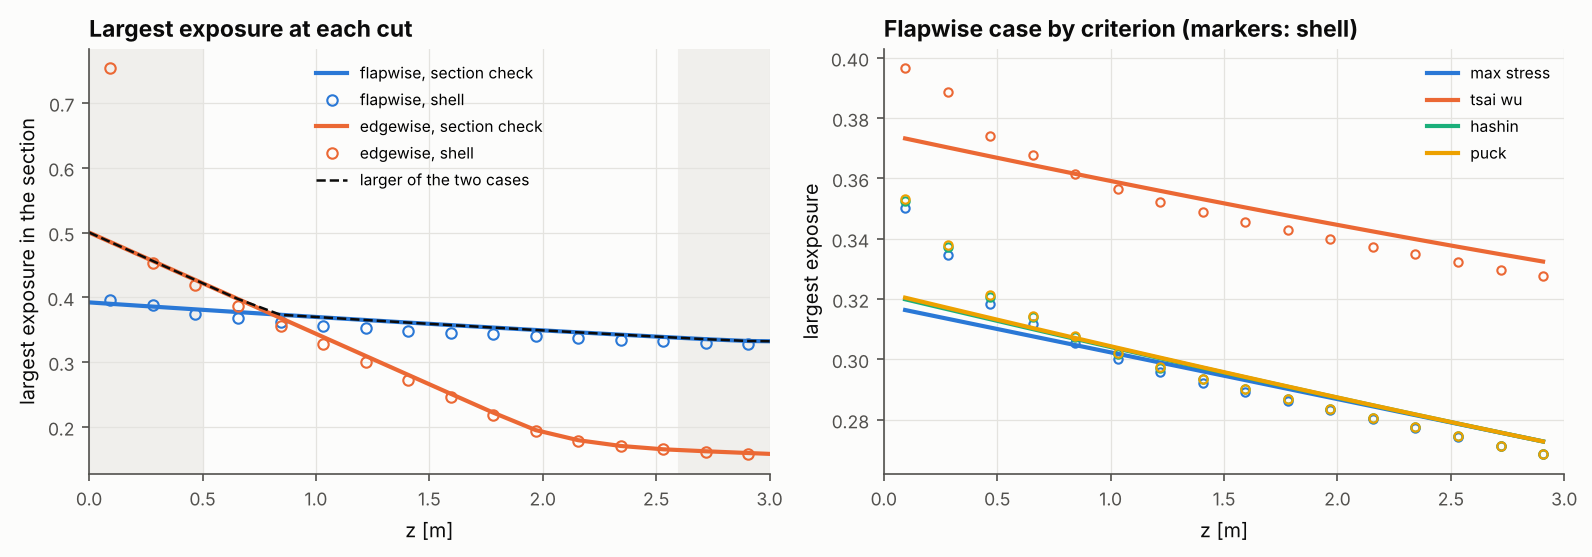 Largest exposure at each cut
largest exposure in the section
0.7
0.6
0.5
0.4
0.3
0.2
flapwise, section check
flapwise, shell
edgewise, section check
edgewise, shell
larger of the two cases
0.0 0.5 1.0 1.5 2.0 2.5 3.0
z [m]
Flapwise case by criterion (markers: shell)
largest exposure
0.40
0.38
0.36
0.34
0.32
0.30
0.28
max stress
tsai wu
hashin
puck
0.0 0.5 1.0 1.5 2.0 2.5 3.0
z [m]